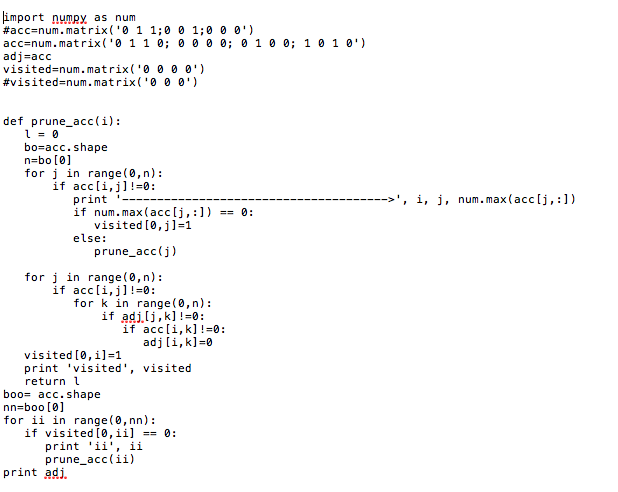 import numpy as num
#acc=num.matrix('0 1 1;0 0 1;0 0 0')
acc=num.matrix('0 1 1 0; 0 0 0 0; 0 1 0 0; 1 0 1 0')
adj=acc
visited=num.matrix('0 0 0 0')
#visited=num.matrix('0 0 0')
def prune_acc(i):
l = 0
bo=acc.shape
n=bo[0]
for j in range(0,n):
if acc[i,j]!=0:
print '-------------------------------------->', i, j, num.max(acc[j,:])
if num.max(acc[j,:]) == 0:
visited[0,j]=1
else:
prune_acc(j)
for j in range(0,n):
if acc[i,j]!=0:
for k in range(0,n):
if adj[j,k]!=0:
if acc[i,k]!=0:
adj[i,k]=0
visited[0,i]=1
print 'visited', visited
return l
boo= acc.shape
nn=boo[0]
for ii in range(0,nn):
if visited[0,ii] == 0:
print 'ii', ii
prune_acc(ii)
print adj